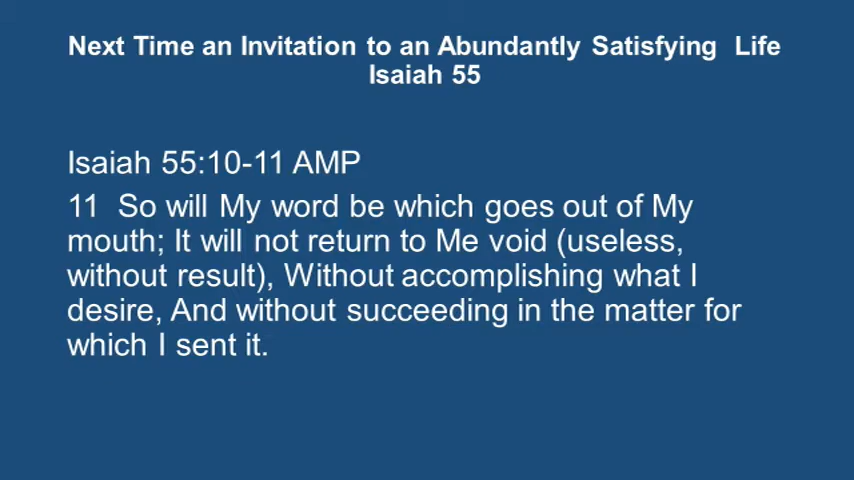 Next Time an Invitation to an Abundantly Satisfying Life
Isaiah 55
Isaiah 55:10-11 AMP
11 So will My word be which goes out of My
mouth; It will not return to Me void (useless,
without result), Without accomplishing what I
desire, And without succeeding in the matter for
which I sent it.